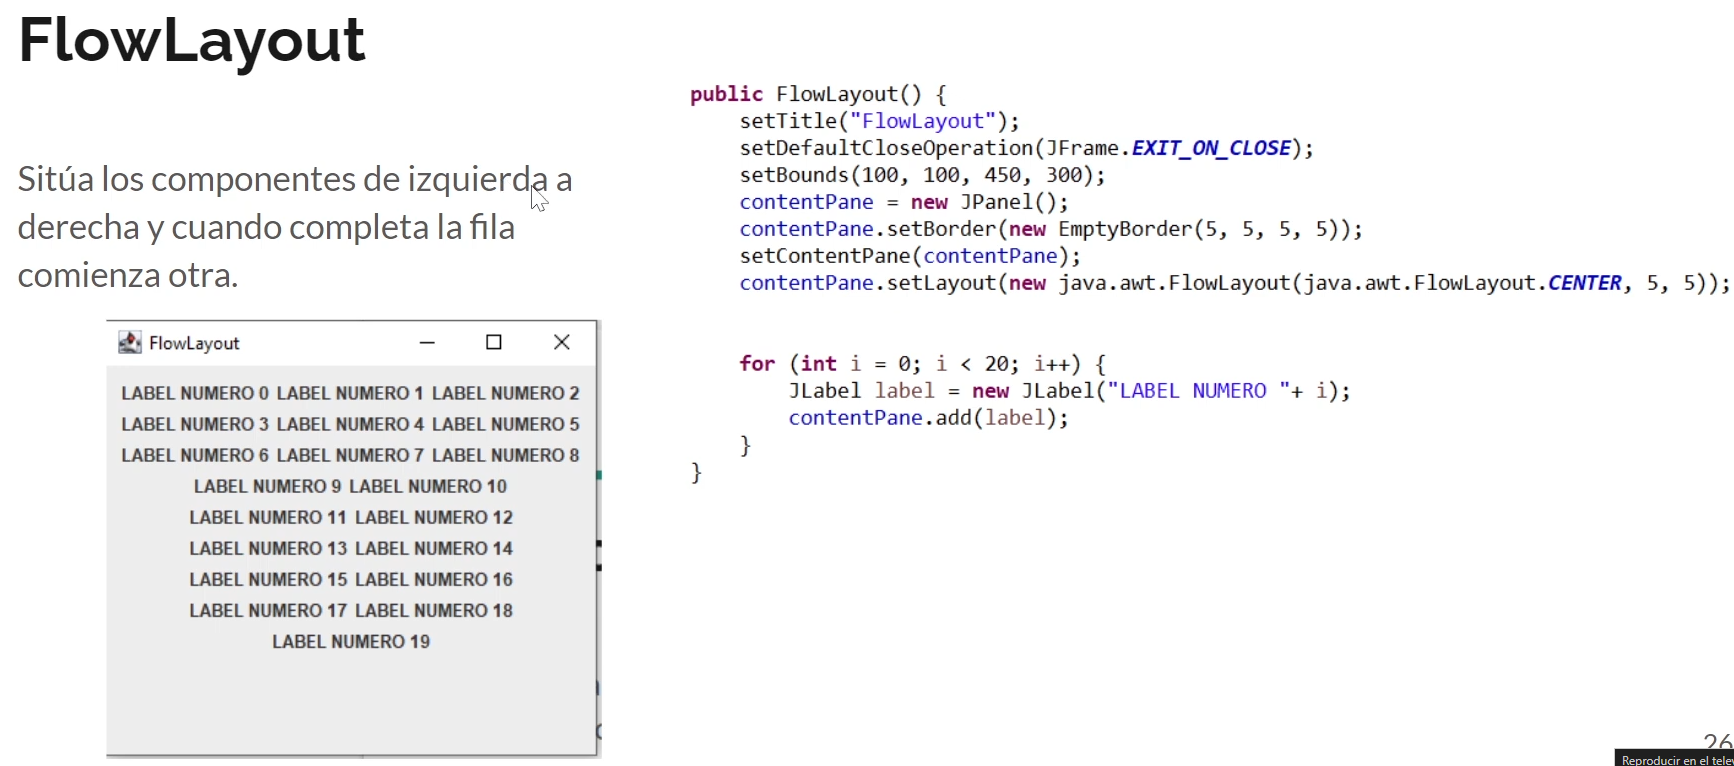 FlowLayout
Sitúa los componentes de izquierda a
derecha y cuando completa la fila
comienza otra.
FlowLayout
LABEL NUMERO 0 LABEL NUMERO 1 LABEL NUMERO 2
LABEL NUMERO 3 LABEL NUMERO 4 LABEL NUMERO 5
LABEL NUMERO 6 LABEL NUMERO 7 LABEL NUMERO 8
LABEL NUMERO 9 LABEL NUMERO 10
LABEL NUMERO 11 LABEL NUMERO 12
LABEL NUMERO 13 LABEL NUMERO 14
LABEL NUMERO 15 LABEL NUMERO 16
LABEL NUMERO 17 LABEL NUMERO 18
LABEL NUMERO 19
public FlowLayout() {
setTitle("FlowLayout");
setDefaultCloseOperation(JFrame.EXIT_ON_CLOSE);
setBounds(100, 100, 450, 300);
contentPane = new JPanel();
contentPane.setBorder(new EmptyBorder(5, 5, 5, 5));
setContentPane(contentPane);
contentPane.setLayout(new java.awt.FlowLayout(java.awt.FlowLayout.CENTER, 5, 5));
for (int i = 0; i < 20; i++) {
JLabel label = new JLabel("LABEL NUMERO "+ i);
contentPane.add(label);
}
}
26
Reproducir en el tele